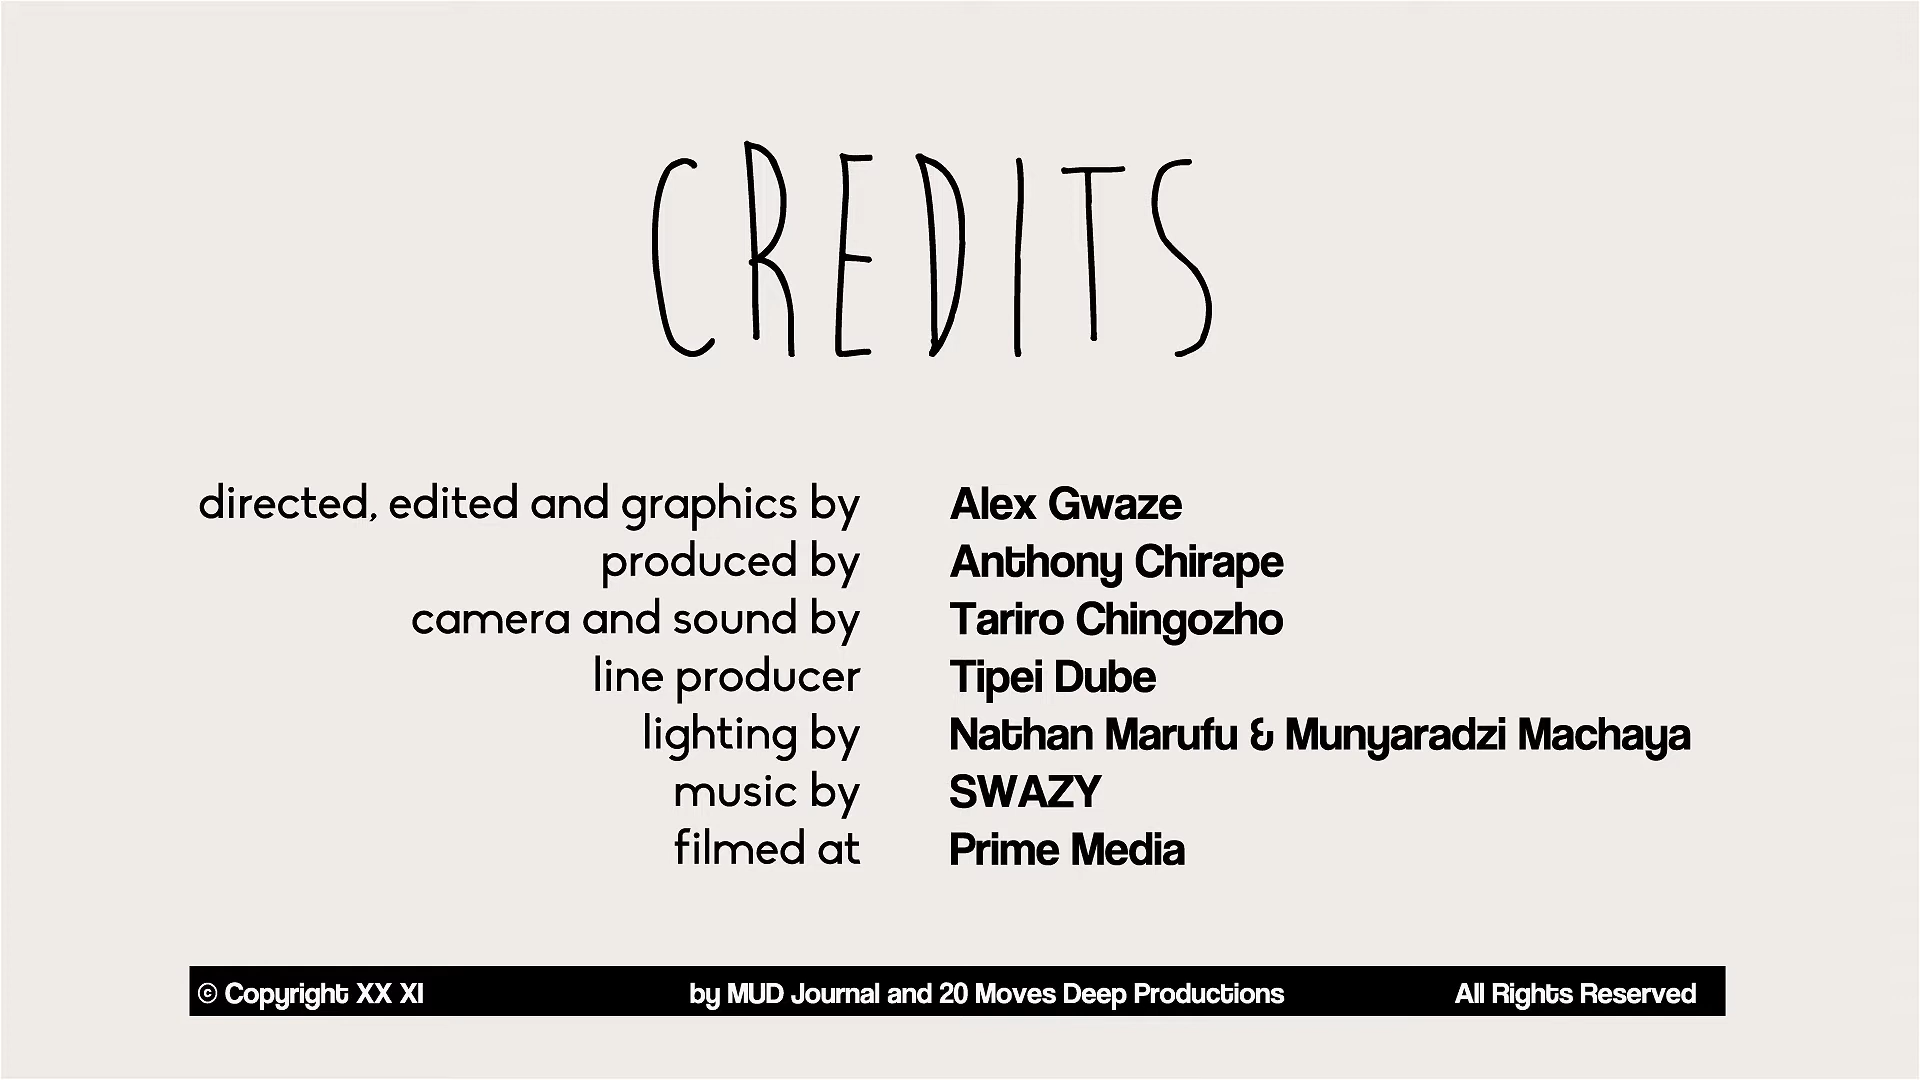 CREDITS
directed, edited and graphics by Alex Gwaze
produced by Anthony Chirape
camera and sound by Tariro Chingozho
line producer Tipei Dube
lighting by Nathan Marufu & Munyaradzi Machaya
music by SWAZY
filmed at Prime Media
© Copyright XX XI by MUD Journal and 20 Moves Deep Productions All Rights Reserved